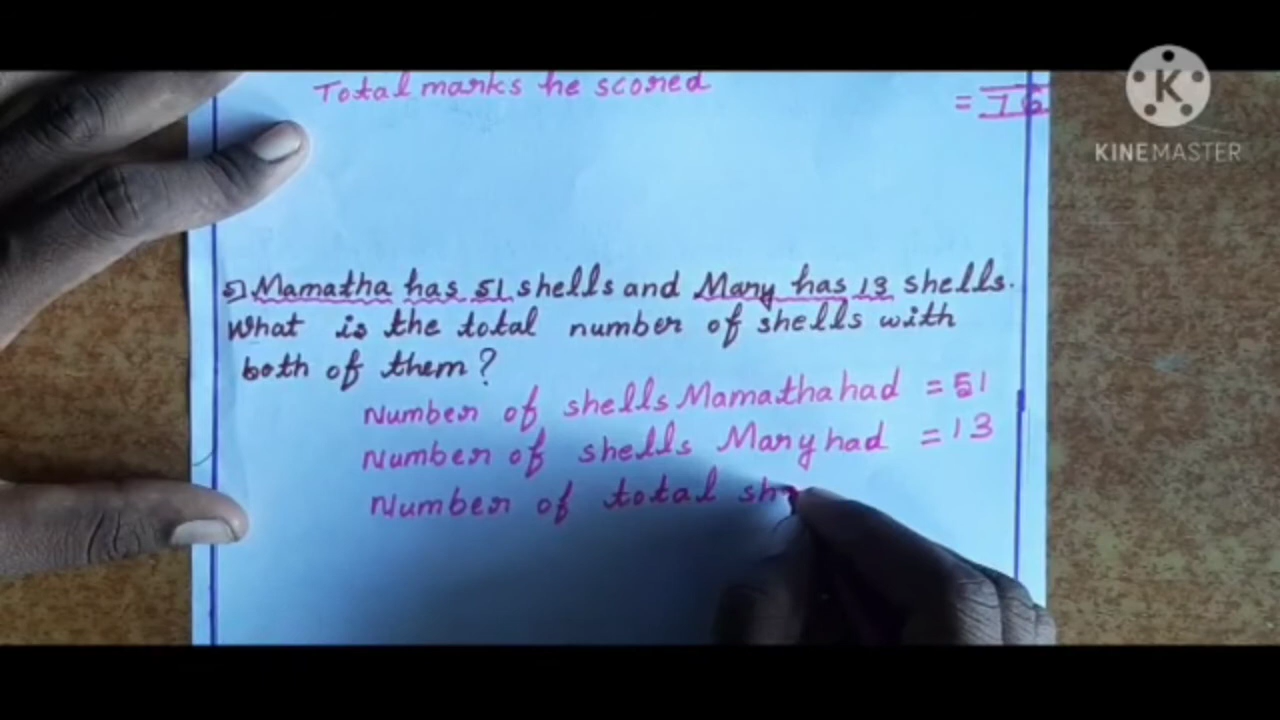 Total marks he scored
= 76
5) Mamatha has 51 shells and Mary has 13 shells.
What is the total number of shells with
both of them?
Number of shells Mamatha had = 51
Number of shells Mary had = 13
Number of total sh
K
KINEMASTER